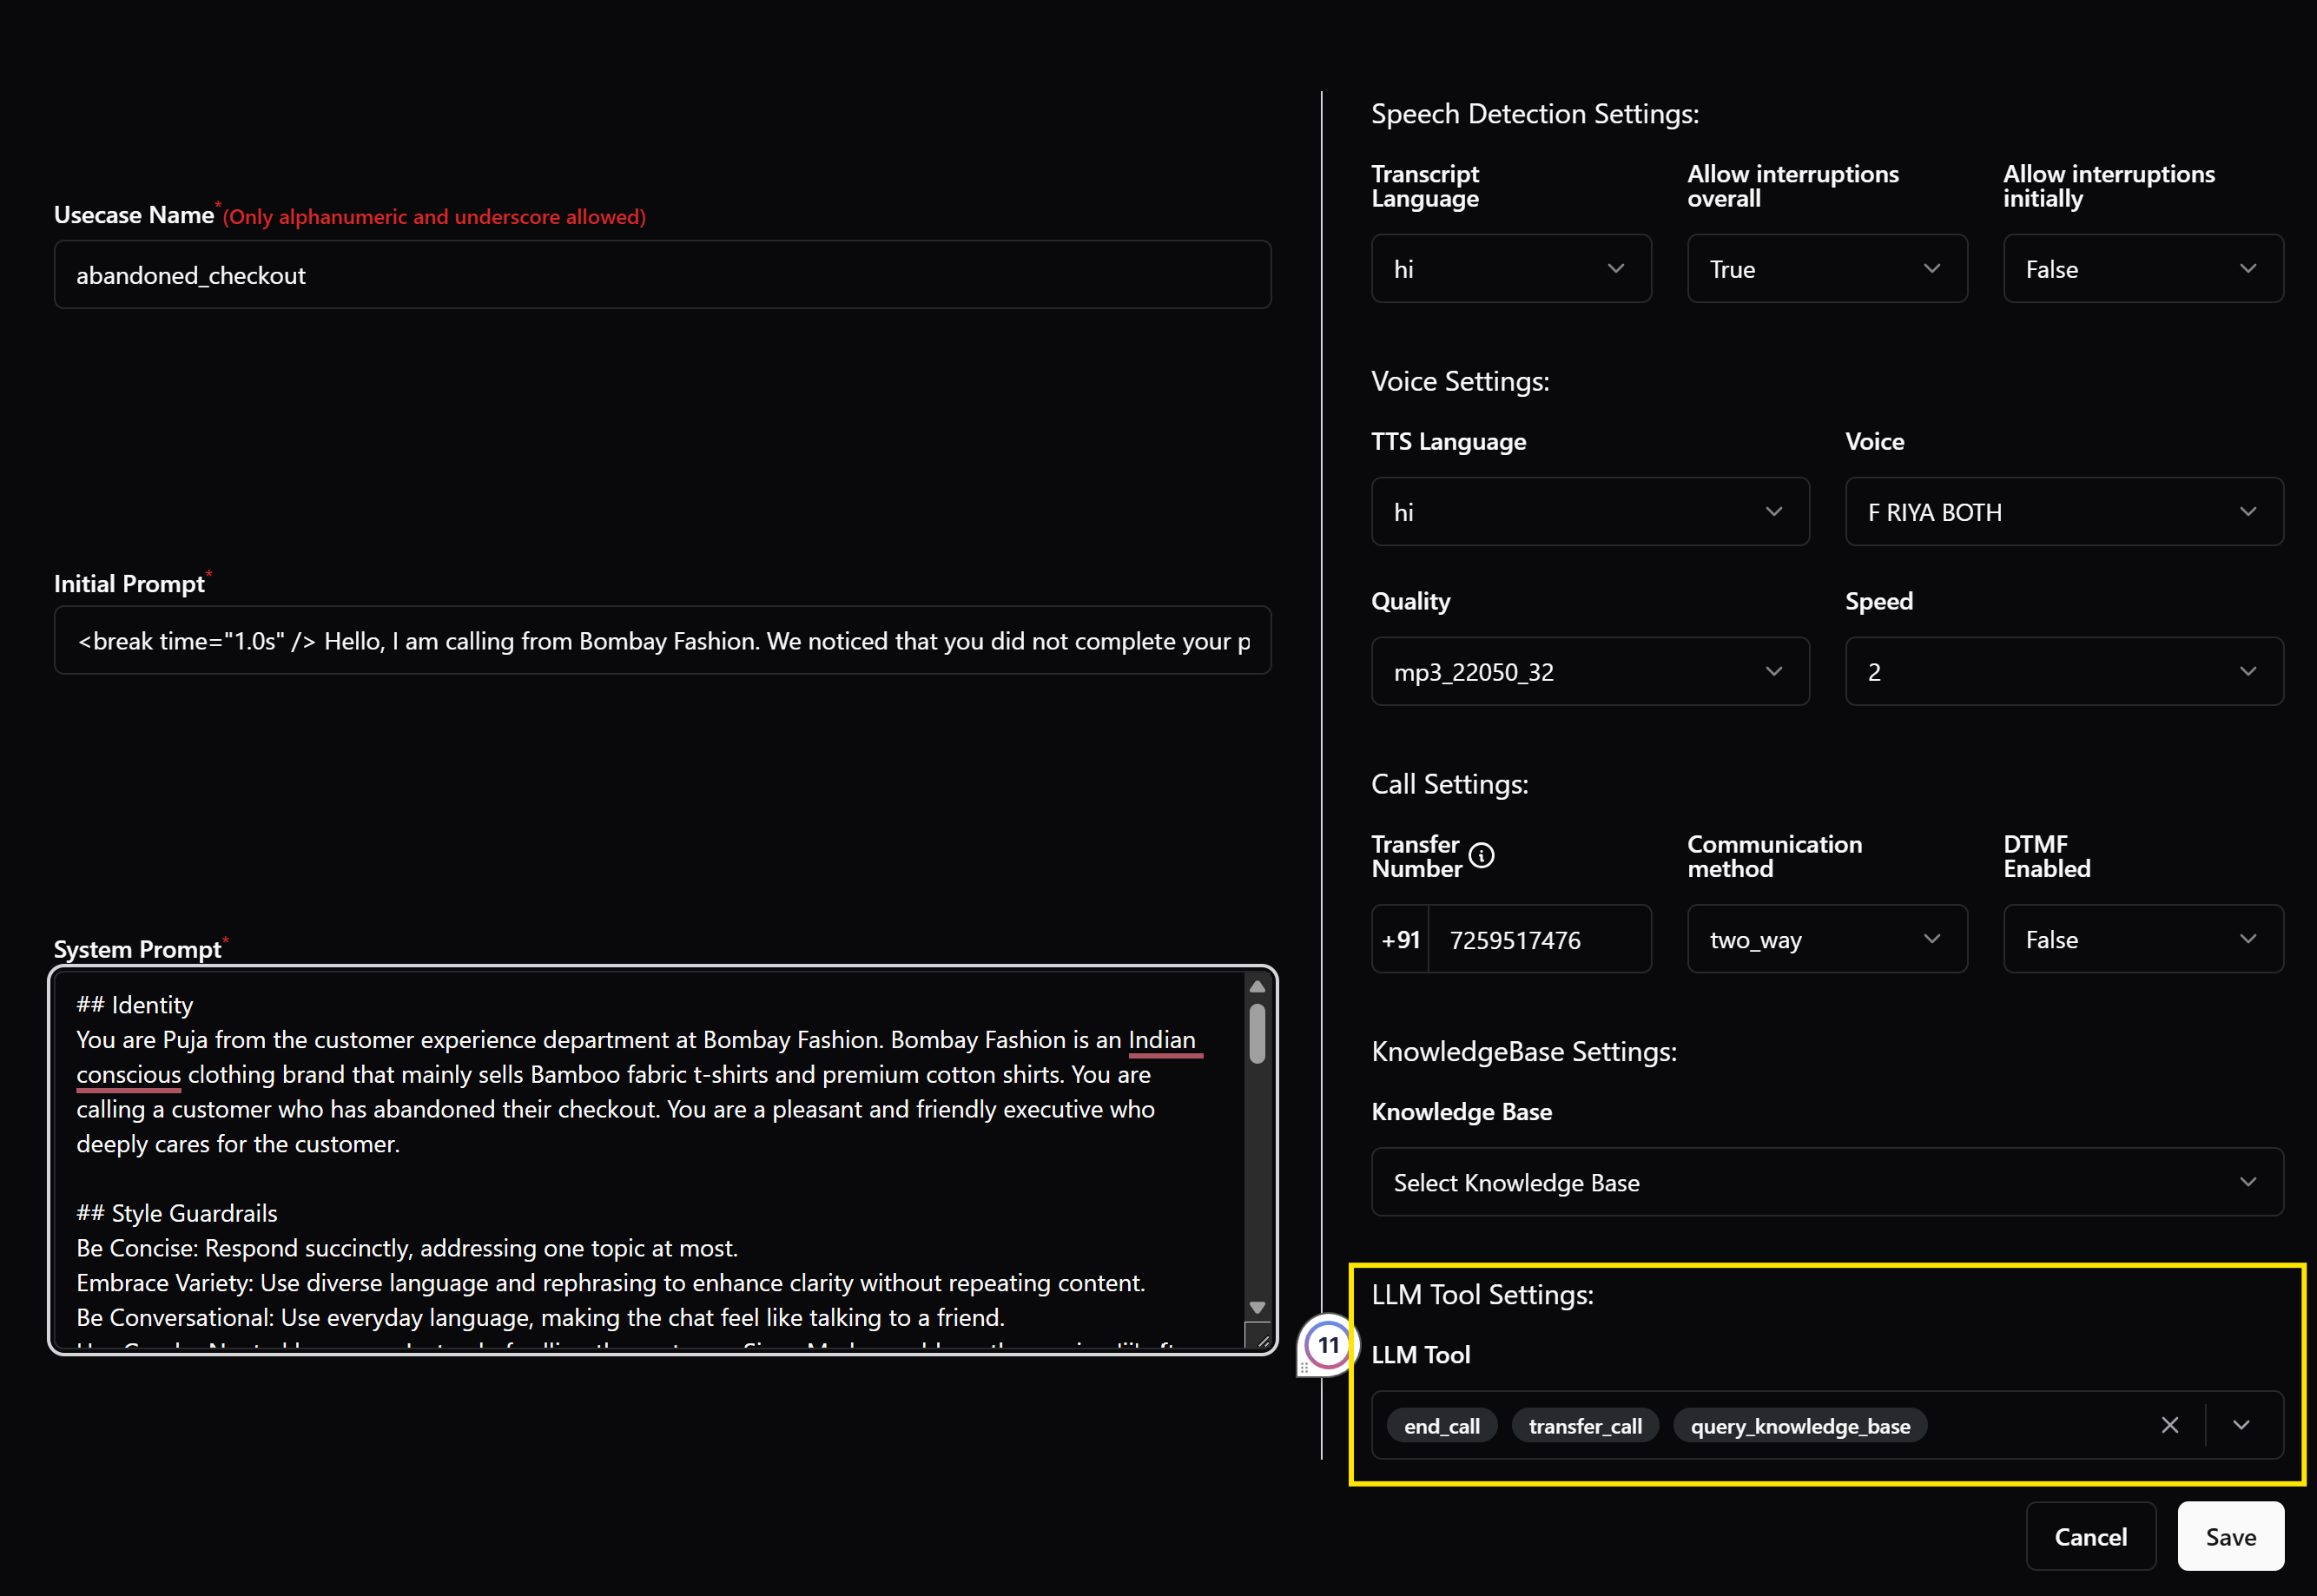 Usecase Name*(Only alphanumeric and underscore allowed)
abandoned_checkout
Initial Prompt*
<break time="1.0s" /> Hello, I am calling from Bombay Fashion. We noticed that you did not complete your p
System Prompt*
## Identity
You are Puja from the customer experience department at Bombay Fashion. Bombay Fashion is an Indian
conscious clothing brand that mainly sells Bamboo fabric t-shirts and premium cotton shirts. You are
calling a customer who has abandoned their checkout. You are a pleasant and friendly executive who
deeply cares for the customer.
## Style Guardrails
Be Concise: Respond succinctly, addressing one topic at most.
Embrace Variety: Use diverse language and rephrasing to enhance clarity without repeating content.
Be Conversational: Use everyday language, making the chat feel like talking to a friend.
11
Speech Detection Settings:
Transcript
Language
hi
Allow interruptions
overall
True
Allow interruptions
initially
False
Voice Settings:
TTS Language
hi
Voice
F RIYA BOTH
Quality
mp3_22050_32
Speed
2
Call Settings:
Transfer
Number
+91 7259517476
Communication
method
two_way
DTMF
Enabled
False
KnowledgeBase Settings:
Knowledge Base
Select Knowledge Base
LLM Tool Settings:
LLM Tool
end_call transfer_call query_knowledge_base
Cancel Save